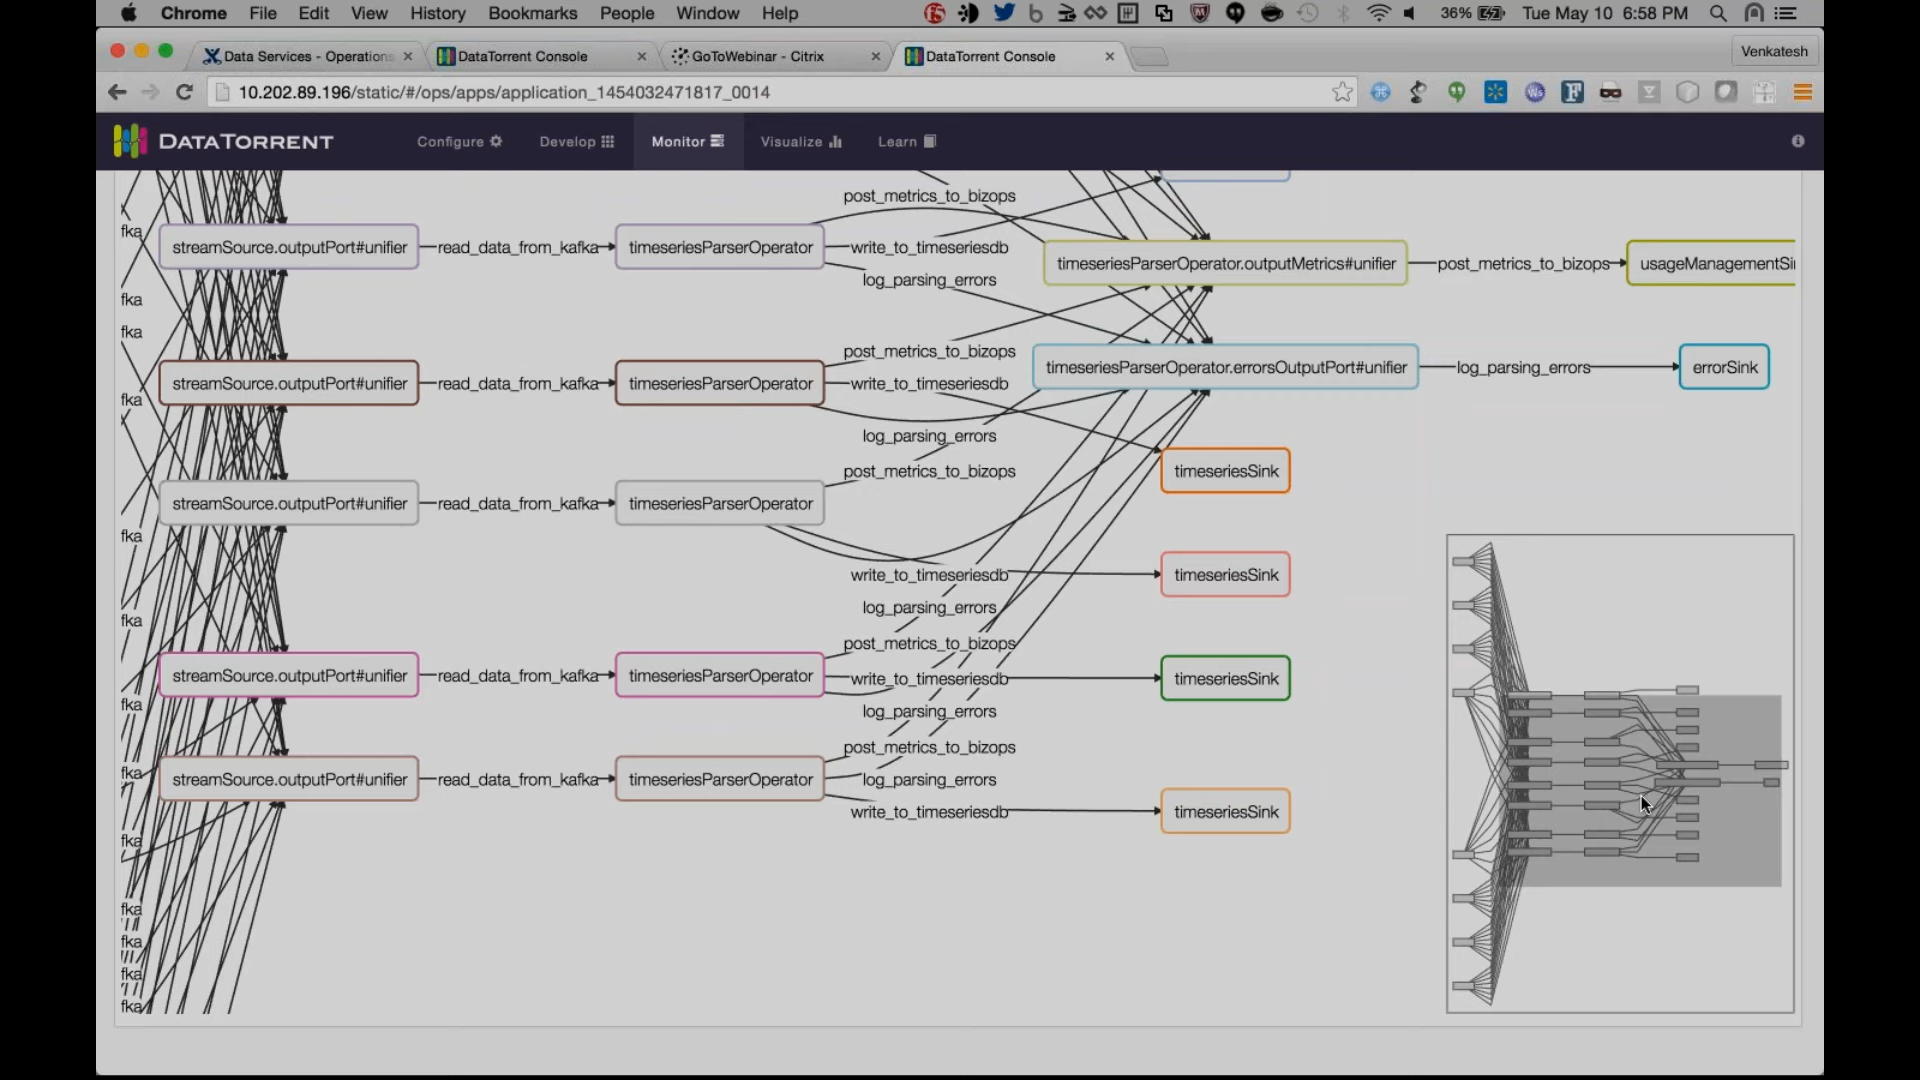 Chrome File Edit View History Bookmarks People Window Help 36% Tue May 10 6:58 PM
Data Services - Operations DataTorrent Console GoToWebinar - Citrix DataTorrent Console Venkatesh
10.202.89.196/static/#/ops/apps/application_1454032471817_0014
DATATORRENT Configure Develop Monitor Visualize Learn
post_metrics_to_bizops
fka
streamSource.outputPort#unifier read_data_from_kafka timeseriesParserOperator write_to_timeseriesdb
timeseriesParserOperator.outputMetrics#unifier post_metrics_to_bizops usageManagementSi
log_parsing_errors
fka
fka
post_metrics_to_bizops
timeseriesParserOperator.errorsOutputPort#unifier log_parsing_errors errorSink
streamSource.outputPort#unifier read_data_from_kafka timeseriesParserOperator write_to_timeseriesdb
fka
log_parsing_errors
post_metrics_to_bizops
timeseriesSink
streamSource.outputPort#unifier read_data_from_kafka timeseriesParserOperator
fka
write_to_timeseriesdb timeseriesSink
log_parsing_errors
fka
post_metrics_to_bizops
streamSource.outputPort#unifier read_data_from_kafka timeseriesParserOperator write_to_timeseriesdb timeseriesSink
fka
log_parsing_errors
post_metrics_to_bizops
fka
streamSource.outputPort#unifier read_data_from_kafka timeseriesParserOperator log_parsing_errors
write_to_timeseriesdb timeseriesSink
fka
fka
fka
fka
fka